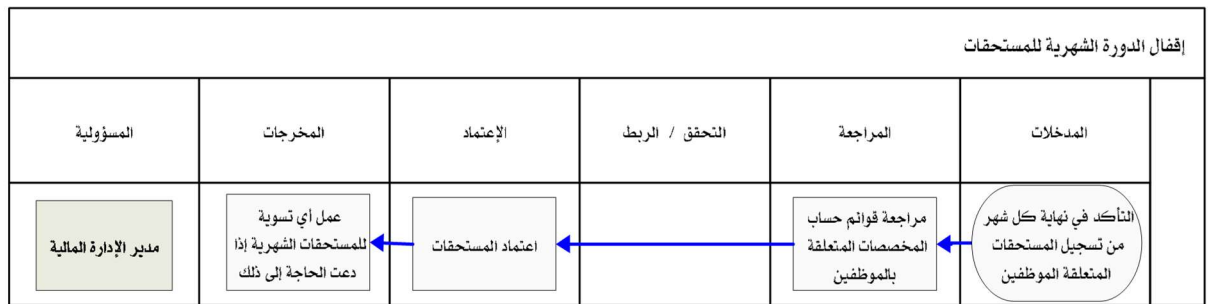 إقفال الدورة الشهرية للمستحقات
المدخلات
المراجعة
التحقق / الربط
الإعتماد
المخرجات
المسؤولية
التأكد في نهاية كل شهر
من تسجيل المستحقات
المتعلقة الموظفين
مراجعة قوائم حساب
المخصصات المتعلقة
بالموظفين
اعتماد المستحقات
عمل أي تسوية
للمستحقات الشهرية إذا
دعت الحاجة إلى ذلك
مدير الإدارة المالية